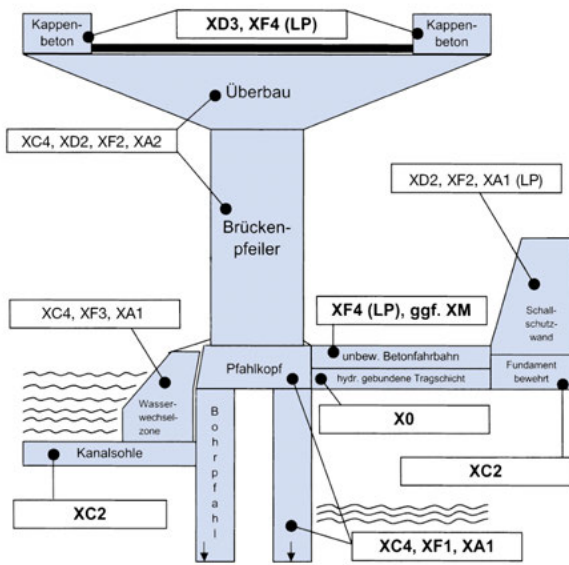 Kappen-
beton
XD3, XF4 (LP)
Kappen-
beton
Überbau
XC4, XD2, XF2, XA2
XD2, XF2, XA1 (LP)
Brücken-
pfeiler
XC4, XF3, XA1
XF4 (LP), ggf. XM
Schall-
schutz-
wand
unbew. Betonfahrbahn
Pfahlkopf
hydr. gebundene Tragschicht
Fundament
bewehrt
Wasser-
wechsel-
zone
X0
Bohrpfahl
Kanalsohle
XC2
XC2
XC4, XF1, XA1